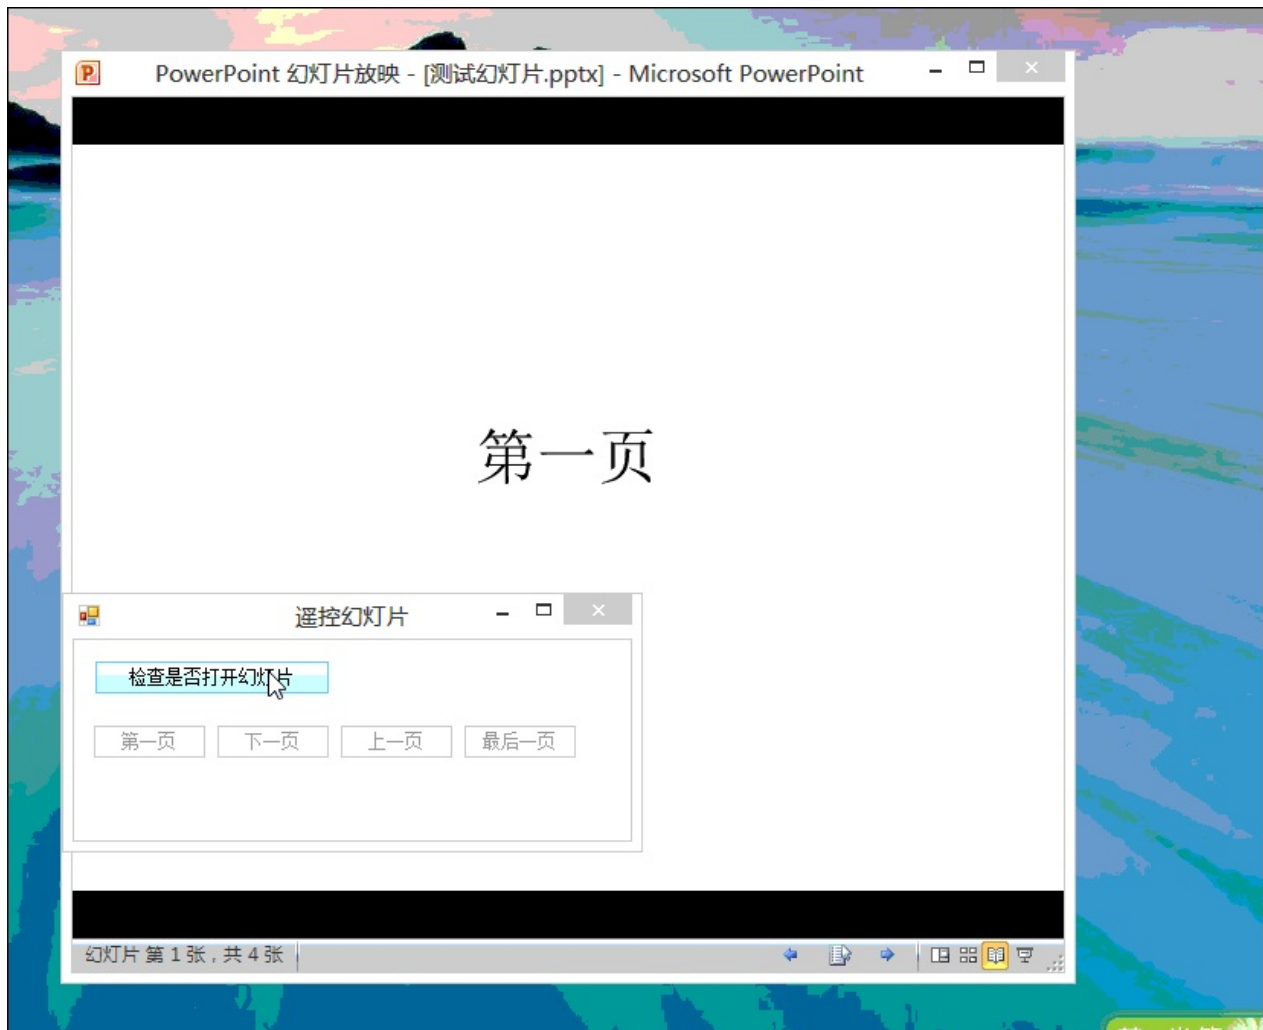 PowerPoint 幻灯片放映 - [测试幻灯片.pptx] - Microsoft PowerPoint
第一页
遥控幻灯片
检查是否打开幻灯片
第一页 下一页 上一页 最后一页
幻灯片 第 1 张，共 4 张